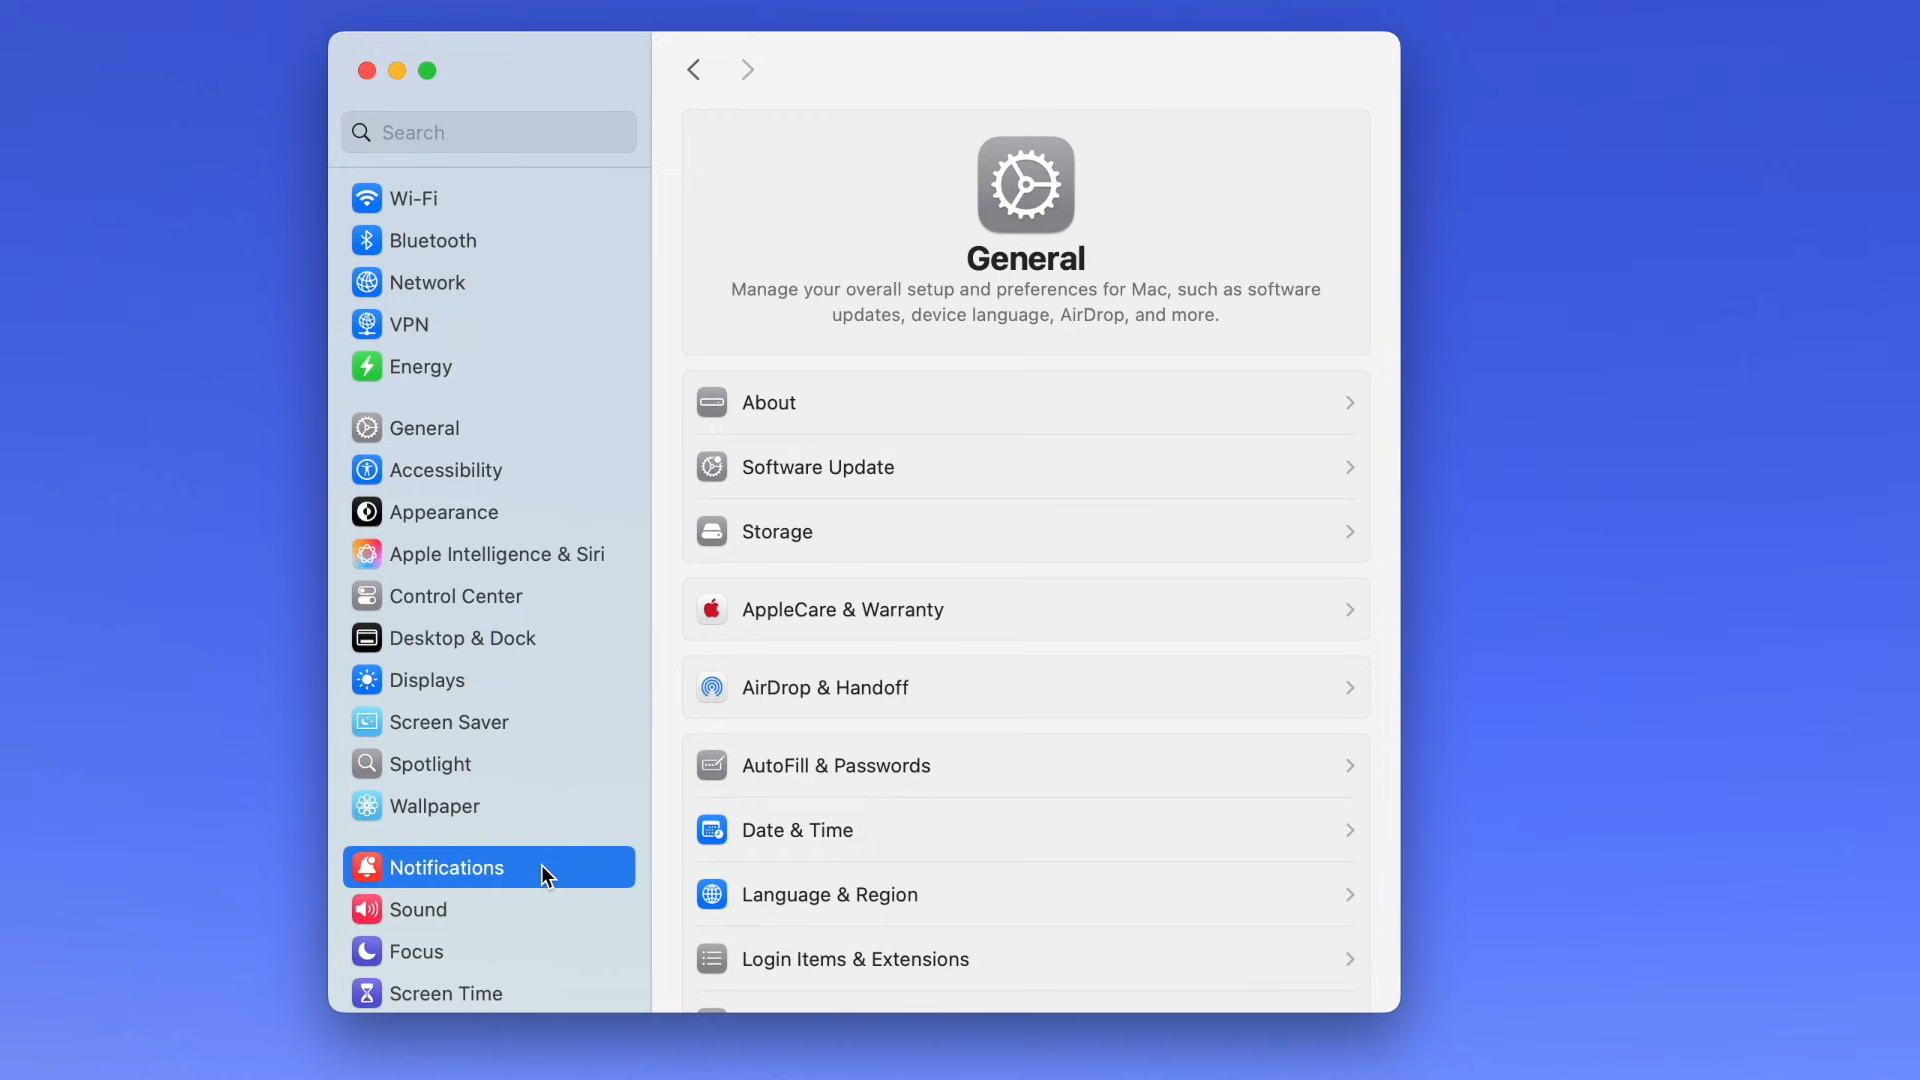 Search
Wi-Fi
Bluetooth
Network
VPN
Energy
General
Accessibility
Appearance
Apple Intelligence & Siri
Control Center
Desktop & Dock
Displays
Screen Saver
Spotlight
Wallpaper
Notifications
Sound
Focus
Screen Time
General
Manage your overall setup and preferences for Mac, such as software
updates, device language, AirDrop, and more.
About
Software Update
Storage
AppleCare & Warranty
AirDrop & Handoff
AutoFill & Passwords
Date & Time
Language & Region
Login Items & Extensions